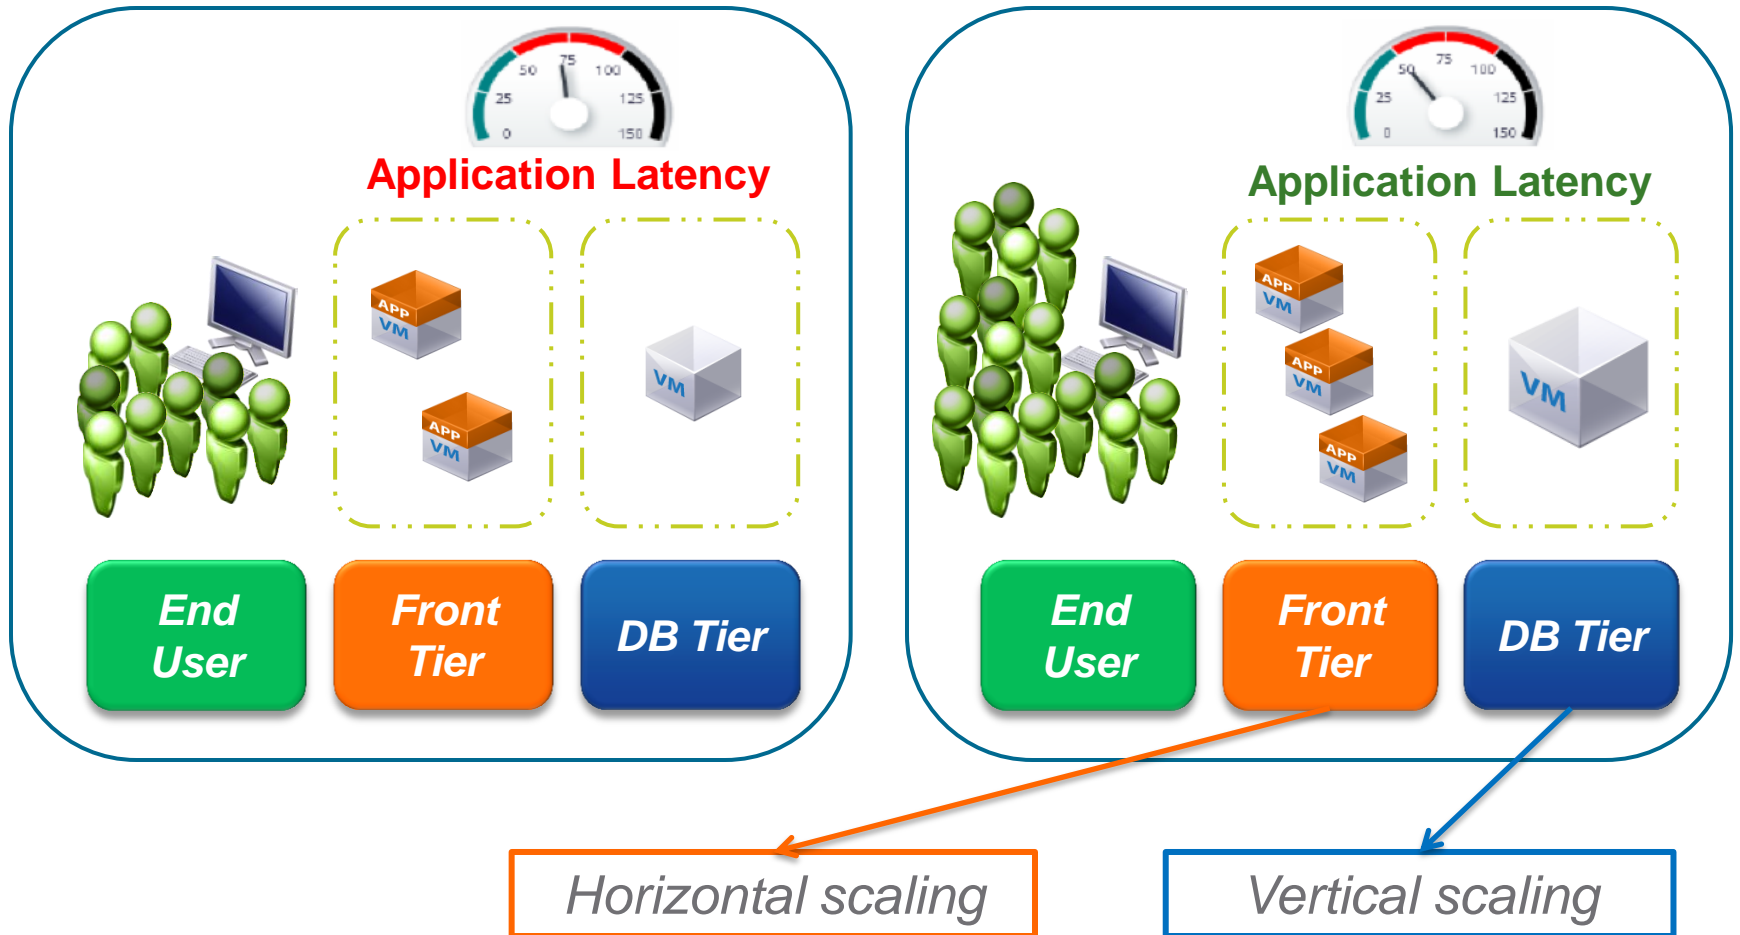 75
50
100
25
125
0
150
Application Latency
APP
VM
APP
VM
VM
End
User
Front
Tier
DB Tier
75
50
100
25
125
0
150
Application Latency
APP
VM
APP
VM
APP
VM
VM
End
User
Front
Tier
DB Tier
Horizontal scaling
Vertical scaling